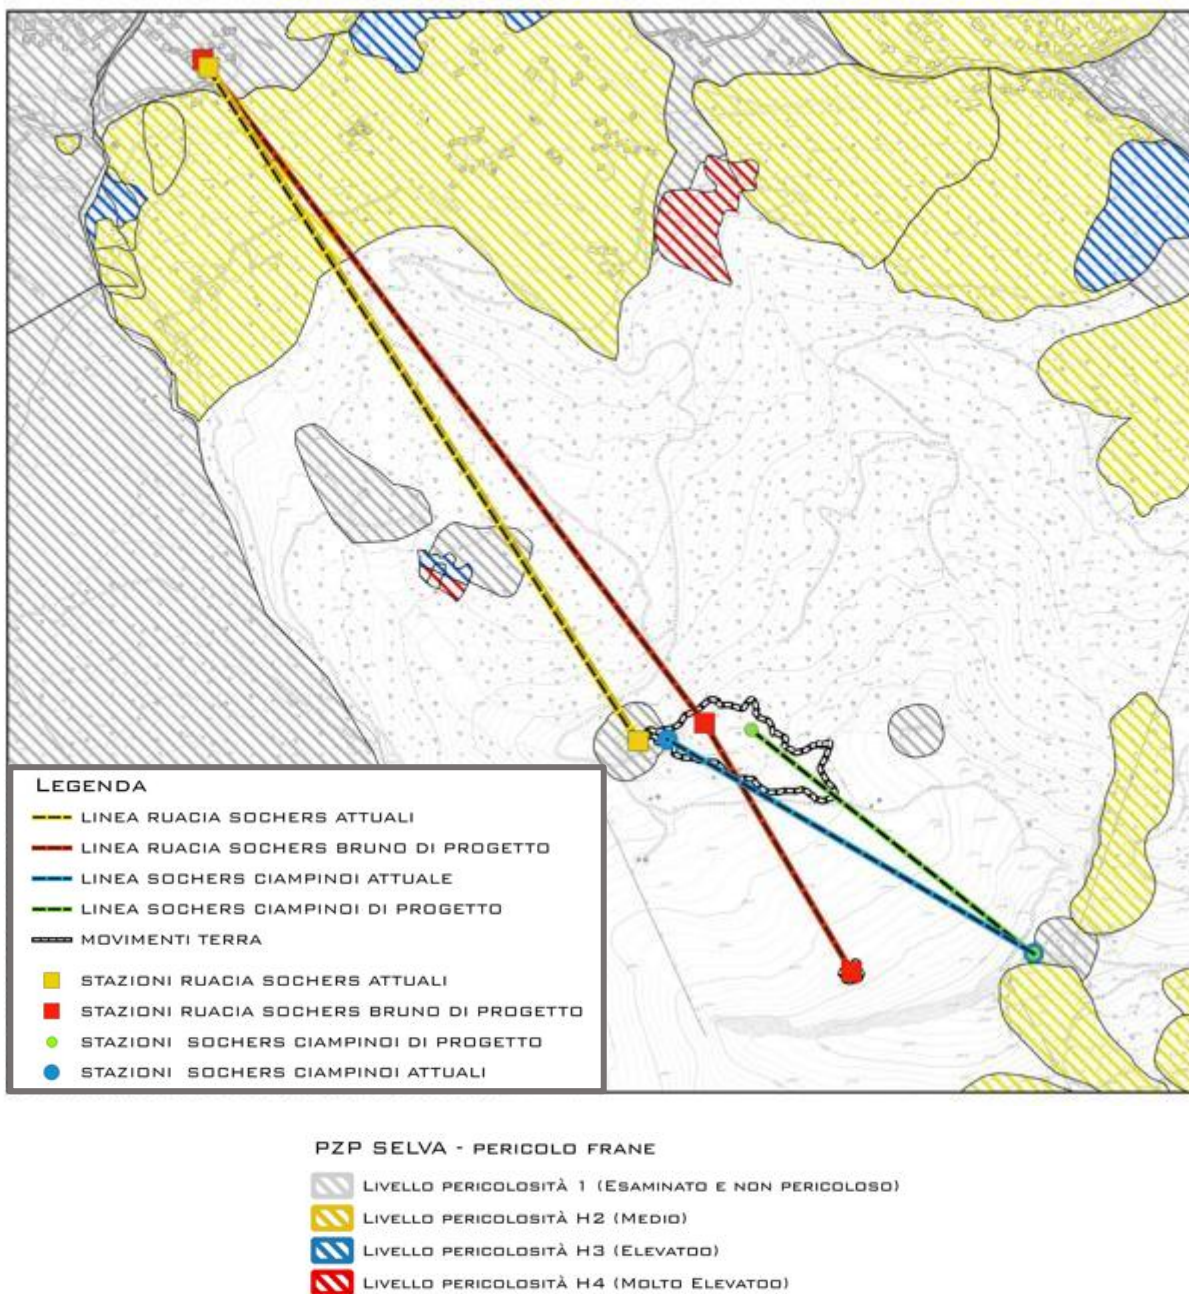 LEGENDA
LINEA RUACIA SOCHERS ATTUALI
LINEA RUACIA SOCHERS BRUNO DI PROGETTO
LINEA SOCHERS CIAMPINOI ATTUALE
LINEA SOCHERS CIAMPINOI DI PROGETTO
MOVIMENTI TERRA
STAZIONI RUACIA SOCHERS ATTUALI
STAZIONI RUACIA SOCHERS BRUNO DI PROGETTO
STAZIONI SOCHERS CIAMPINOI DI PROGETTO
STAZIONI SOCHERS CIAMPINOI ATTUALI
PZP SELVA - PERICOLO FRANE
LIVELLO PERICOLOSITÀ 1 (ESAMINATO E NON PERICOLOSO)
LIVELLO PERICOLOSITÀ H2 (MEDIO)
LIVELLO PERICOLOSITÀ H3 (ELEVATOO)
LIVELLO PERICOLOSITÀ H4 (MOLTO ELEVATOO)